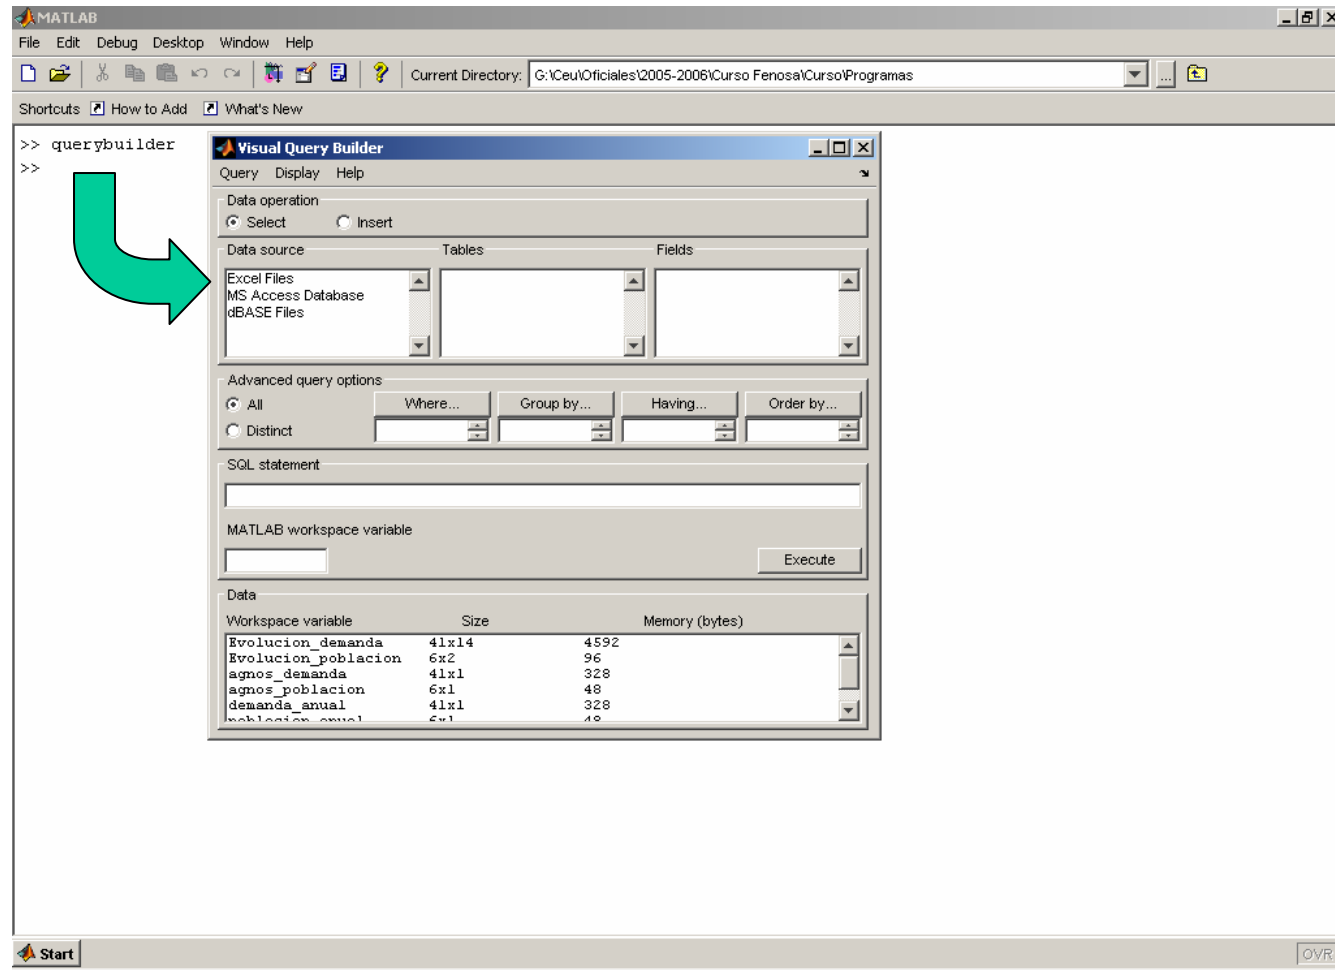 MATLAB
File Edit Debug Desktop Window Help
Current Directory: G:\Ceu\Oficiales\2005-2006\Curso Fenosa\Curso\Programas ...
Shortcuts How to Add What's New
>> querybuilder
>>
Visual Query Builder
Query Display Help
Data operation
Select Insert
Data source Tables Fields
Excel Files
MS Access Database
dBASE Files
Advanced query options
All Where... Group by... Having... Order by...
Distinct
SQL statement
MATLAB workspace variable
Execute
Data
Workspace variable Size Memory (bytes)
Evolucion_demanda 41x14 4592
Evolucion_poblacion 6x2 96
agnos_demanda 41x1 328
agnos_poblacion 6x1 48
demanda_anual 41x1 328
poblacion_anual 6x1 48
Start OVR